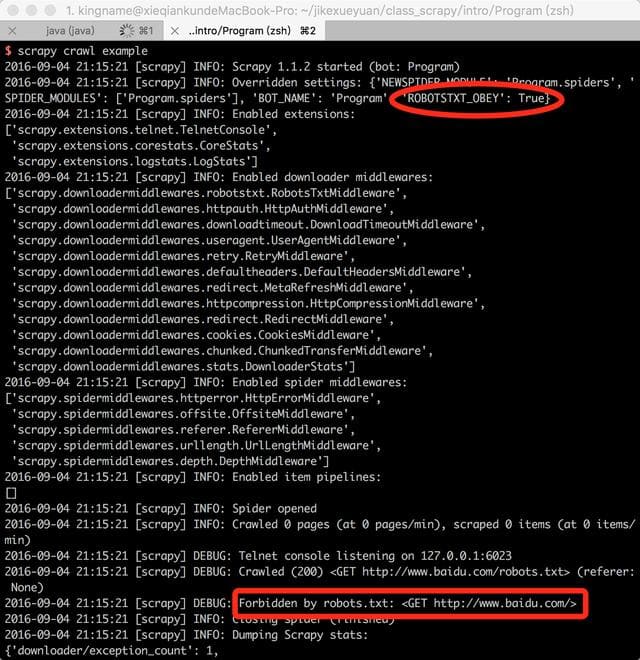 1. kingname@xieqiankundeMacBook-Pro: ~/jikexueyuan/class_scrapy/intro/Program (zsh)
× java (java) ⌘1 × ..intro/Program (zsh) ⌘2
$ scrapy crawl example
2016-09-04 21:15:21 [scrapy] INFO: Scrapy 1.1.2 started (bot: Program)
2016-09-04 21:15:21 [scrapy] INFO: Overridden settings: {'NEWSPIDER_MODULE': 'Program.spiders', '
SPIDER_MODULES': ['Program.spiders'], 'BOT_NAME': 'Program' 'ROBOTSTXT_OBEY': True}
2016-09-04 21:15:21 [scrapy] INFO: Enabled extensions:
['scrapy.extensions.telnet.TelnetConsole',
'scrapy.extensions.corestats.CoreStats',
'scrapy.extensions.logstats.LogStats']
2016-09-04 21:15:21 [scrapy] INFO: Enabled downloader middlewares:
['scrapy.downloadermiddlewares.robotstxt.RobotsTxtMiddleware',
'scrapy.downloadermiddlewares.httpauth.HttpAuthMiddleware',
'scrapy.downloadermiddlewares.downloadtimeout.DownloadTimeoutMiddleware',
'scrapy.downloadermiddlewares.useragent.UserAgentMiddleware',
'scrapy.downloadermiddlewares.retry.RetryMiddleware',
'scrapy.downloadermiddlewares.defaultheaders.DefaultHeadersMiddleware',
'scrapy.downloadermiddlewares.redirect.MetaRefreshMiddleware',
'scrapy.downloadermiddlewares.httpcompression.HttpCompressionMiddleware',
'scrapy.downloadermiddlewares.redirect.RedirectMiddleware',
'scrapy.downloadermiddlewares.cookies.CookiesMiddleware',
'scrapy.downloadermiddlewares.chunked.ChunkedTransferMiddleware',
'scrapy.downloadermiddlewares.stats.DownloaderStats']
2016-09-04 21:15:21 [scrapy] INFO: Enabled spider middlewares:
['scrapy.spidermiddlewares.httperror.HttpErrorMiddleware',
'scrapy.spidermiddlewares.offsite.OffsiteMiddleware',
'scrapy.spidermiddlewares.referer.RefererMiddleware',
'scrapy.spidermiddlewares.urllength.UrlLengthMiddleware',
'scrapy.spidermiddlewares.depth.DepthMiddleware']
2016-09-04 21:15:21 [scrapy] INFO: Enabled item pipelines:
[]
2016-09-04 21:15:21 [scrapy] INFO: Spider opened
2016-09-04 21:15:21 [scrapy] INFO: Crawled 0 pages (at 0 pages/min), scraped 0 items (at 0 items/
min)
2016-09-04 21:15:21 [scrapy] DEBUG: Telnet console listening on 127.0.0.1:6023
2016-09-04 21:15:21 [scrapy] DEBUG: Crawled (200) <GET http://www.baidu.com/robots.txt> (referer:
None)
2016-09-04 21:15:21 [scrapy] DEBUG: Forbidden by robots.txt: <GET http://www.baidu.com/>
2016-09-04 21:15:21 [scrapy] INFO: Closing spider (finished)
2016-09-04 21:15:21 [scrapy] INFO: Dumping Scrapy stats:
{'downloader/exception_count': 1,